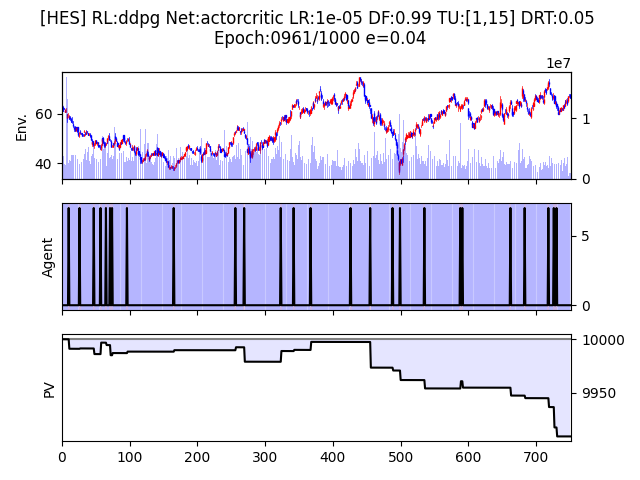 [HES] RL:ddpg Net:actorcritic LR:1e-05 DF:0.99 TU:[1,15] DRT:0.05
Epoch:0961/1000 e=0.04
1e7
Env.
60
40
1
0
Agent
5
0
PV
10000
9950
0 100 200 300 400 500 600 700